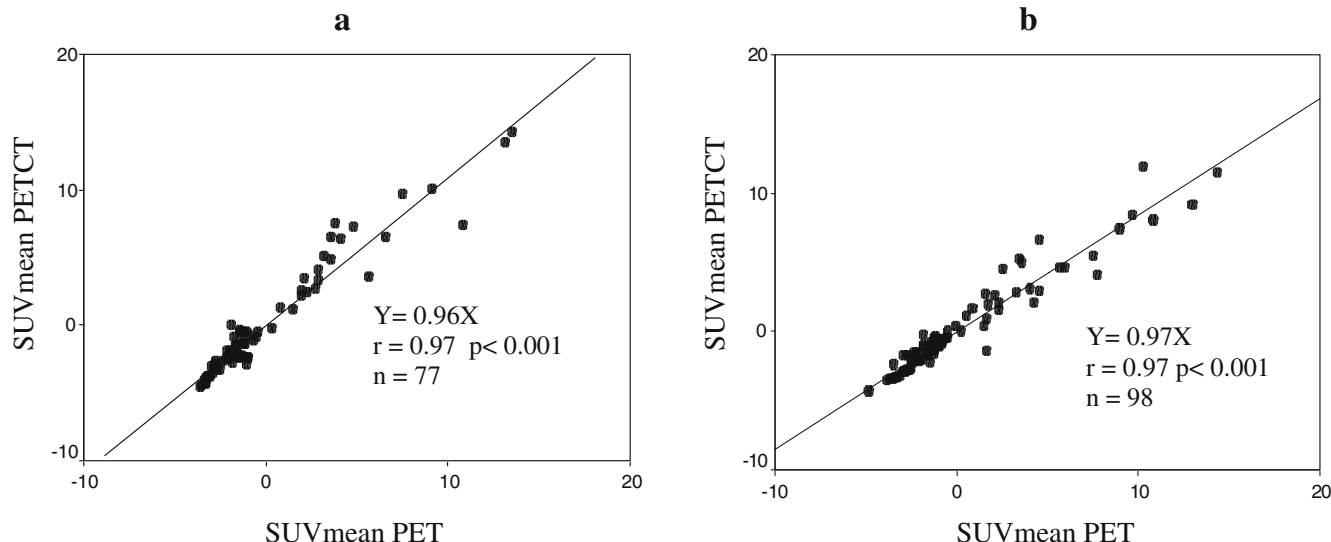 a
20
10
0
-10
-10
0
10
20
SUVmean PETCT
SUVmean PET
Y= 0.96X
r = 0.97 p< 0.001
n = 77
b
20
10
0
-10
-10
0
10
20
SUVmean PETCT
SUVmean PET
Y= 0.97X
r = 0.97 p< 0.001
n = 98